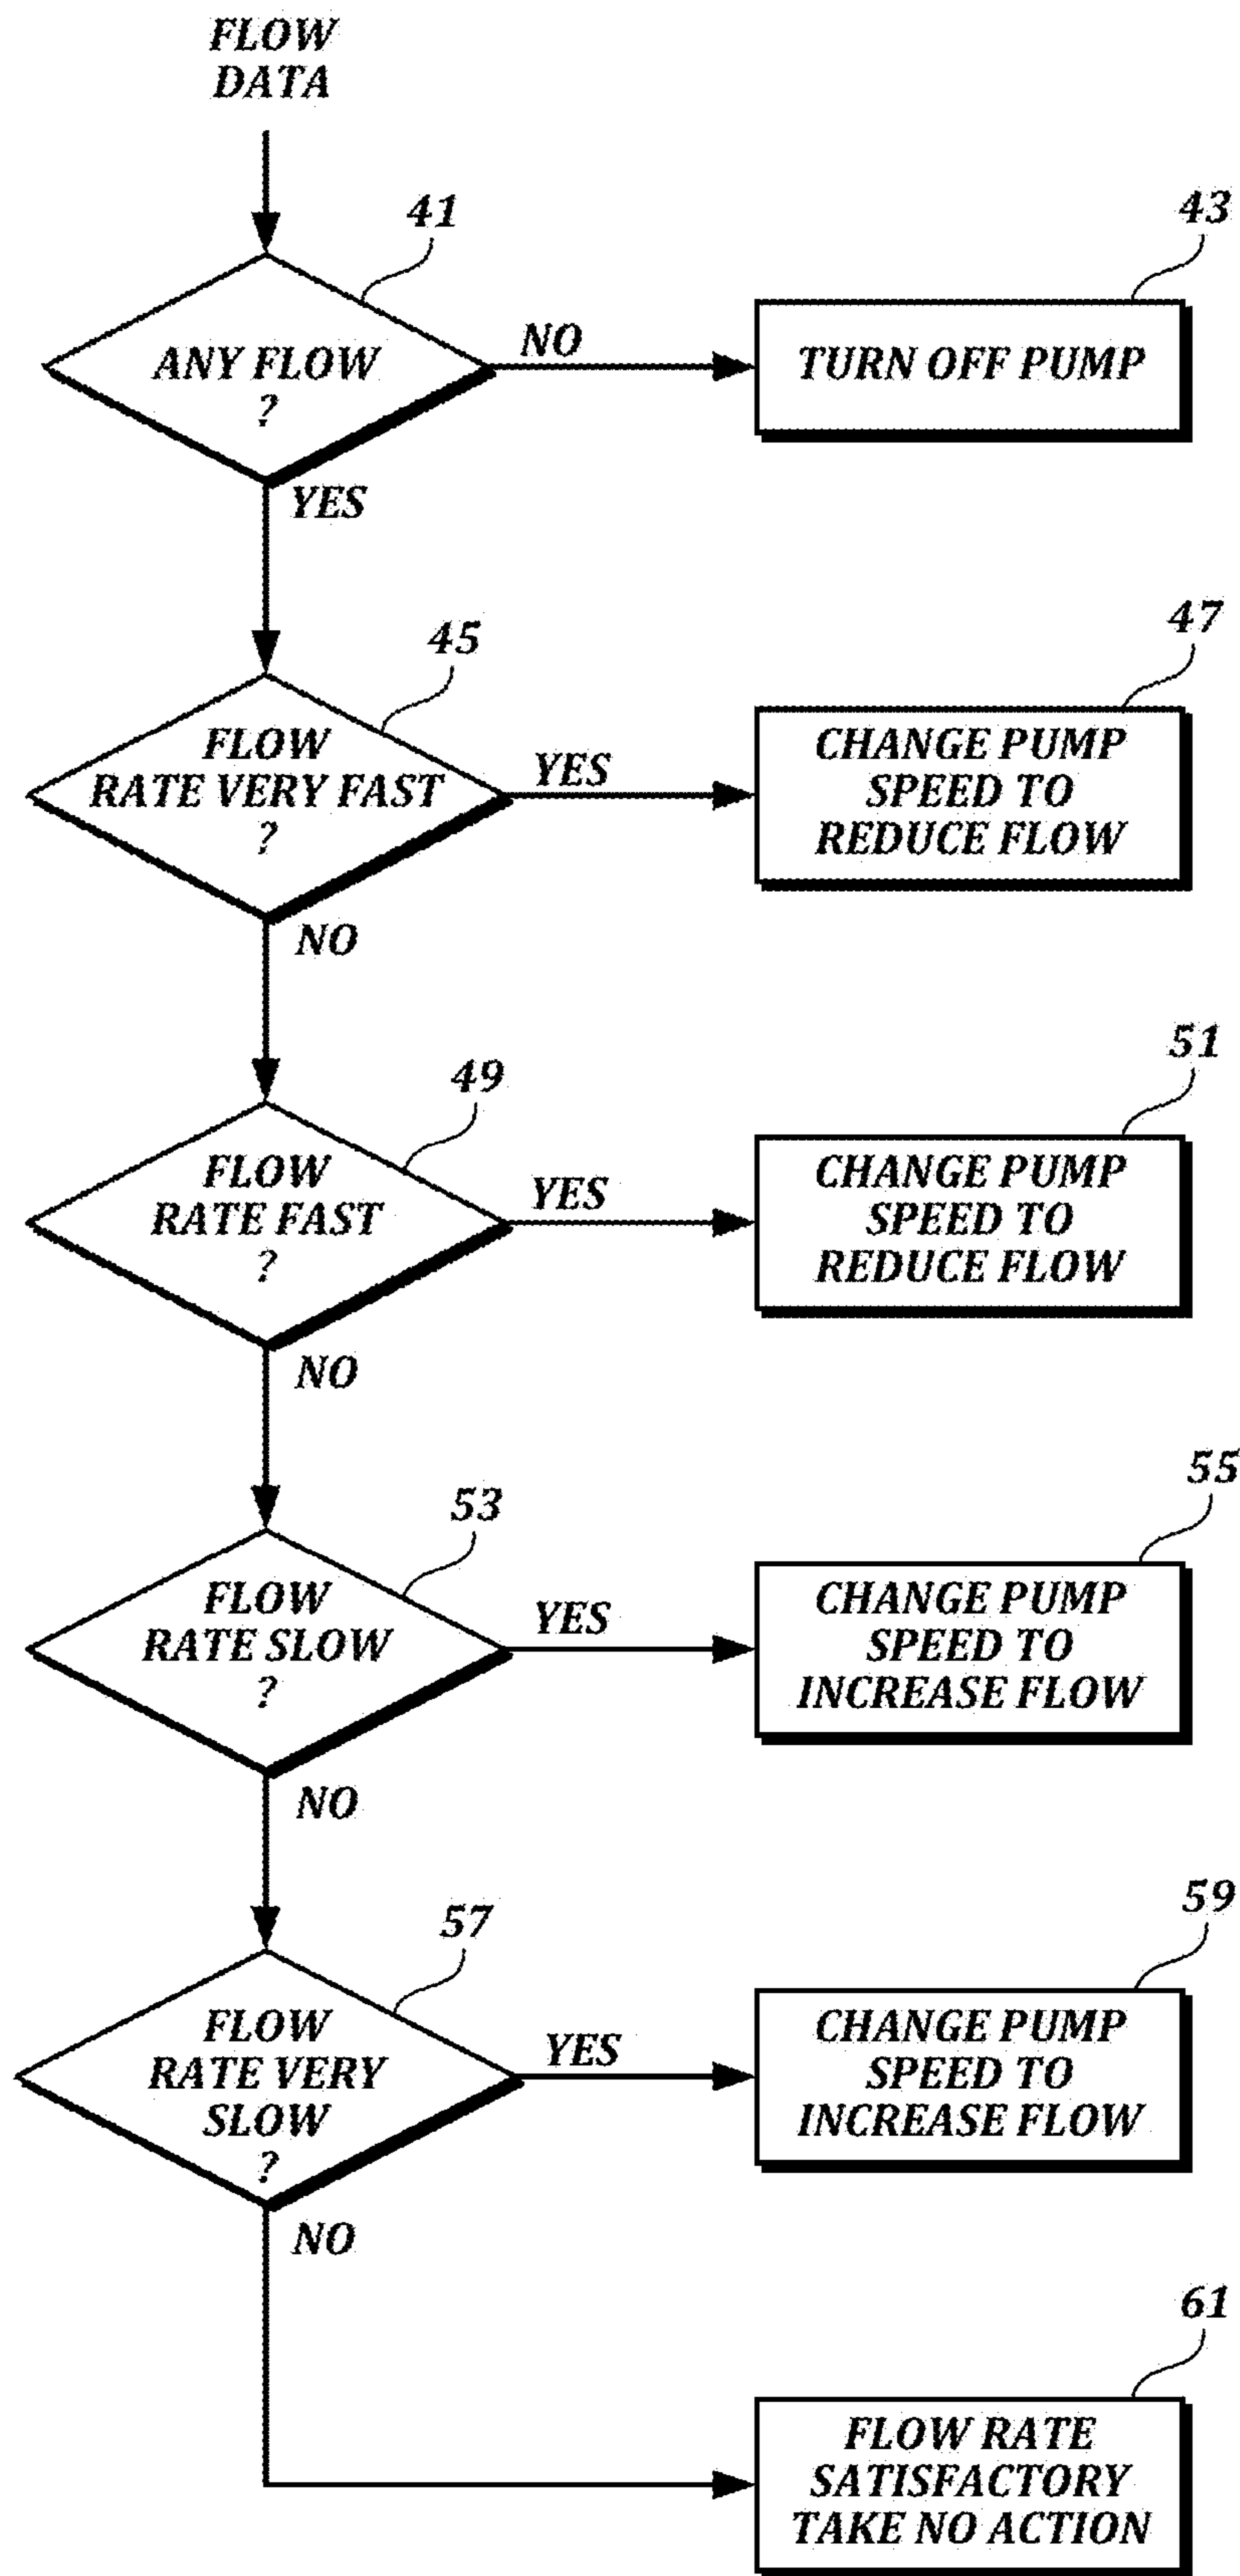 FLOW
DATA
41
43
ANY FLOW
?
NO
TURN OFF PUMP
YES
45
47
FLOW
RATE VERY FAST
?
YES
CHANGE PUMP
SPEED TO
REDUCE FLOW
NO
49
51
FLOW
RATE FAST
?
YES
CHANGE PUMP
SPEED TO
REDUCE FLOW
NO
53
55
FLOW
RATE SLOW
?
YES
CHANGE PUMP
SPEED TO
INCREASE FLOW
NO
57
59
FLOW
RATE VERY
SLOW
?
YES
CHANGE PUMP
SPEED TO
INCREASE FLOW
NO
61
FLOW RATE
SATISFACTORY
TAKE NO ACTION